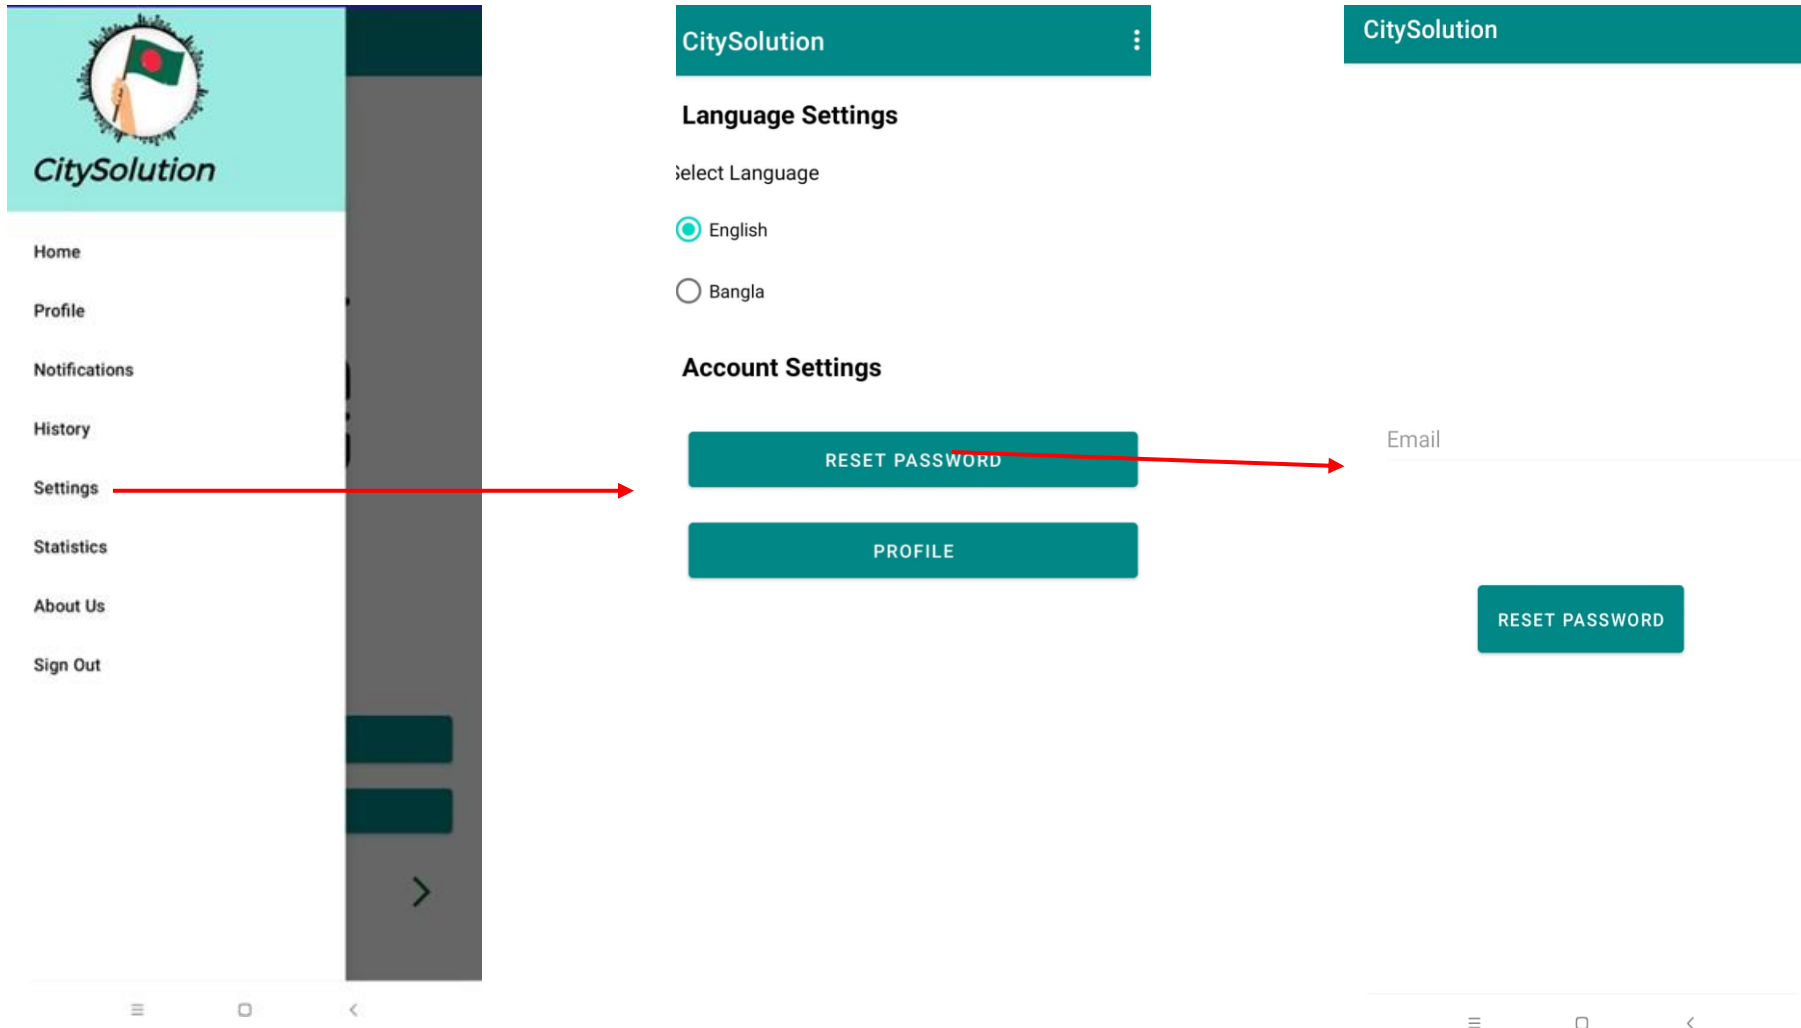 CitySolution
Home
Profile
Notifications
History
Settings
Statistics
About Us
Sign Out
CitySolution
Language Settings
Select Language
English
Bangla
Account Settings
RESET PASSWORD
PROFILE
CitySolution
Email
RESET PASSWORD